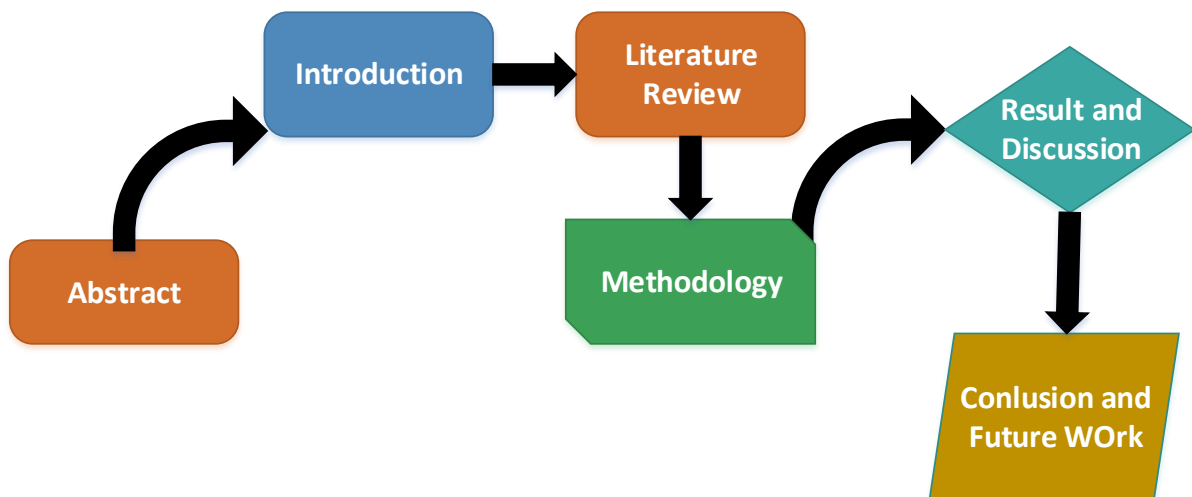 Abstract
Introduction
Literature
Review
Methodology
Result and
Discussion
Conlusion and
Future WOrk